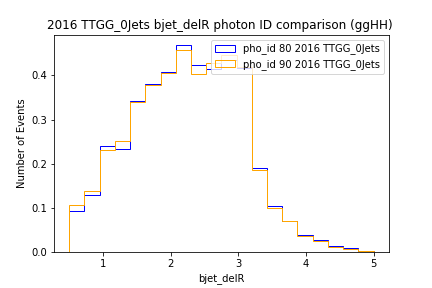 2016 TTGG_0Jets bjet_delR photon ID comparison (ggHH)
pho_id 80 2016 TTGG_0Jets
pho_id 90 2016 TTGG_0Jets
Number of Events
0.4
0.3
0.2
0.1
0.0
1 2 3 4 5
bjet_delR